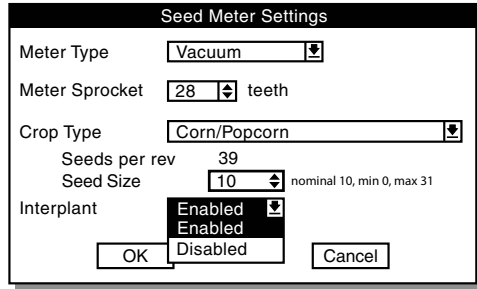 Seed Meter Settings
Meter Type Vacuum
Meter Sprocket 28 teeth
Crop Type Corn/Popcorn
Seeds per rev 39
Seed Size 10 nominal 10, min 0, max 31
Interplant Enabled
Enabled
Disabled
OK Cancel